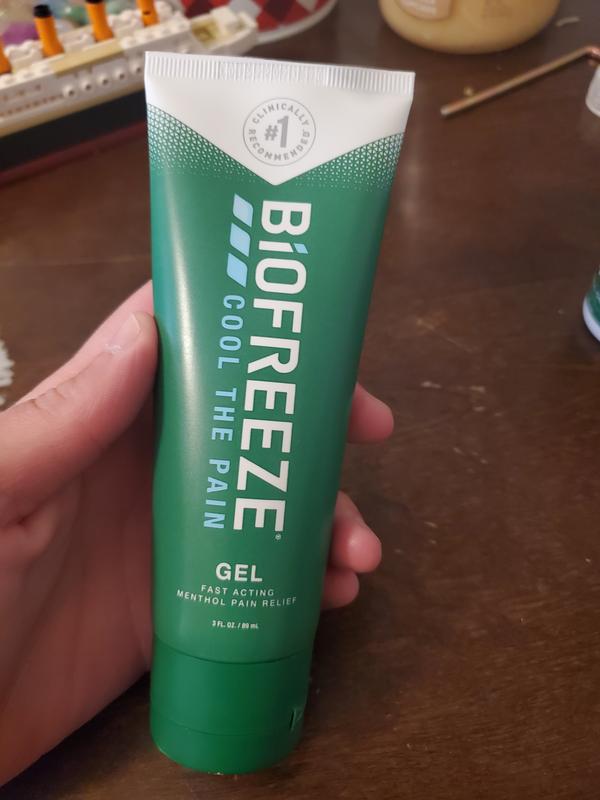 CLINICALLY
#1
RECOMMENDED
BIOFREEZE®
COOL THE PAIN
GEL
FAST ACTING
MENTHOL PAIN RELIEF
3 FL. OZ. / 89 mL